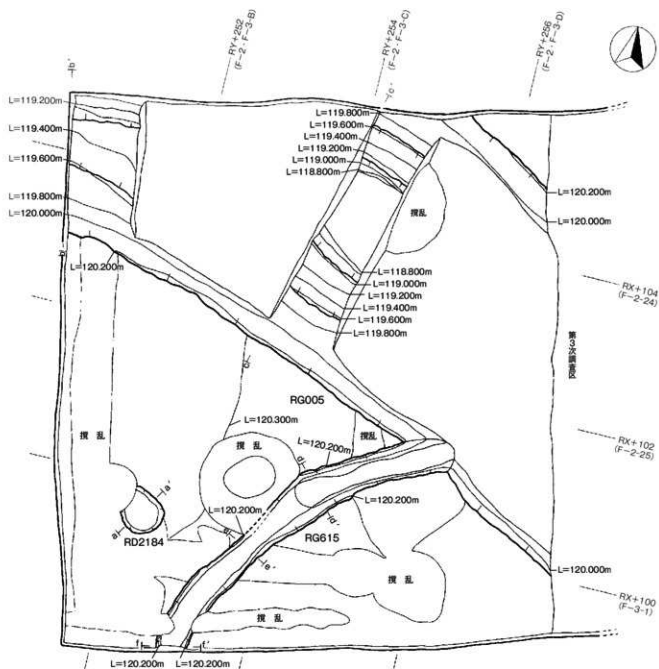 RY+252
(F-2・F-3-B)
RY+254
(F-2・F-3-C)
RY+256
(F-2・F-3-D)
b'
c'
L=119.200m
L=119.400m
L=119.600m
L=119.800m
L=120.000m
L=119.800m
L=119.600m
L=119.400m
L=119.200m
L=119.000m
L=118.800m
撹乱
L=120.200m
L=120.000m
L=120.200m
L=118.800m
L=119.000m
L=119.200m
L=119.400m
L=119.600m
L=119.800m
RX+104
(F-2-24)
第3次調査区
RG005
L=120.300m
撹乱
撹乱
撹乱
L=120.200m
d
RX+102
(F-2-25)
a'
a
RD2184
L=120.200m
L=120.200m
d'
RG615
e'
撹乱
撹乱
L=120.000m
RX+100
(F-3-1)
f
f'
L=120.200m
L=120.200m